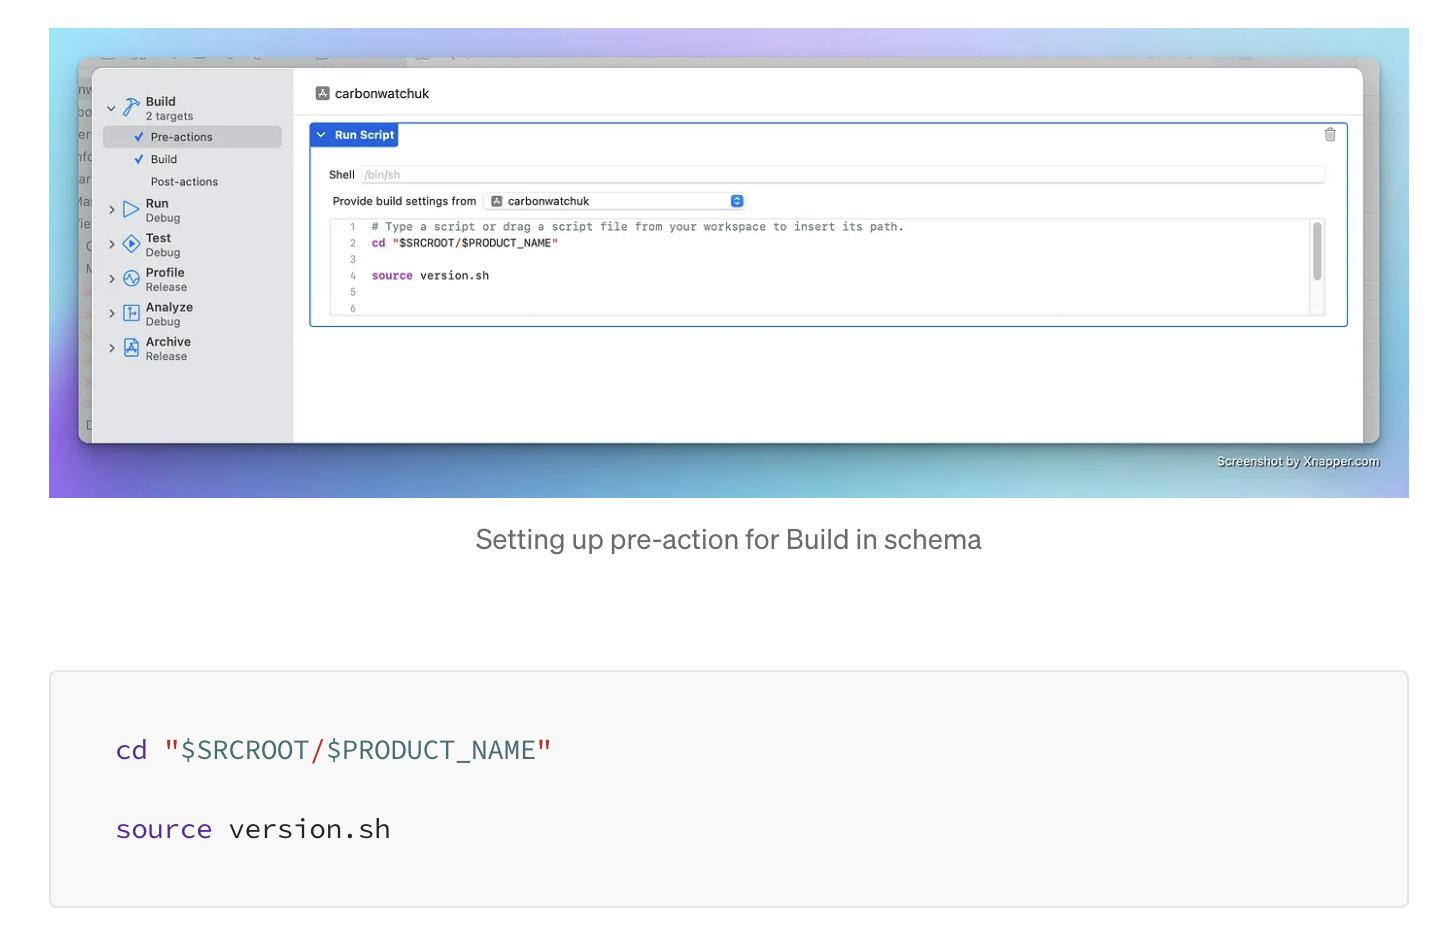 Build
2 targets
Pre-actions
Build
Post-actions
Run
Debug
Test
Debug
Profile
Release
Analyze
Debug
Archive
Release
carbonwatchuk
Run Script
Shell /bin/sh
Provide build settings from carbonwatchuk
1 # Type a script or drag a script file from your workspace to insert its path.
2 cd "$SRCROOT/$PRODUCT_NAME"
3
4 source version.sh
5
6
Screenshot by Xnapper.com
Setting up pre-action for Build in schema
cd "$SRCROOT/$PRODUCT_NAME"
source version.sh